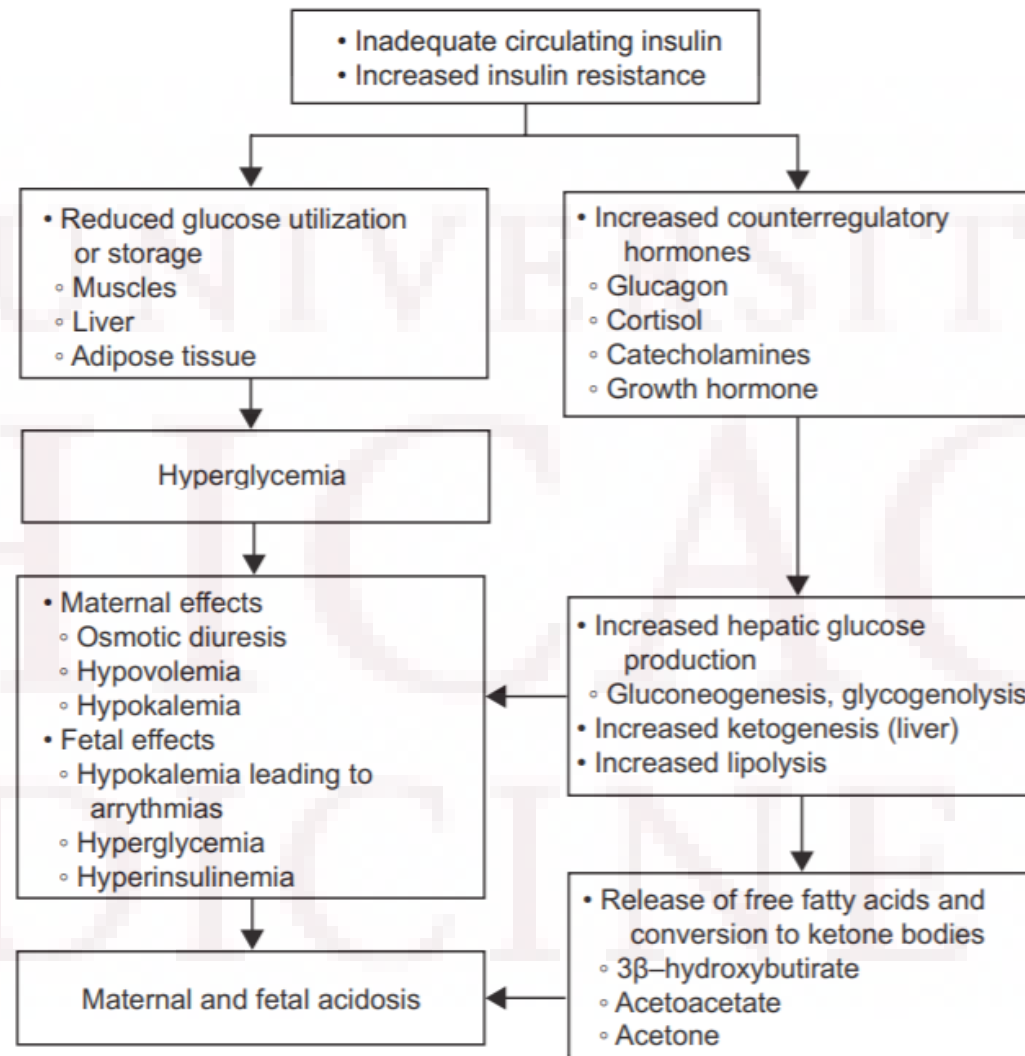 • Inadequate circulating insulin
• Increased insulin resistance
• Reduced glucose utilization
or storage
◦ Muscles
◦ Liver
◦ Adipose tissue
• Increased counterregulatory
hormones
◦ Glucagon
◦ Cortisol
◦ Catecholamines
◦ Growth hormone
Hyperglycemia
• Maternal effects
◦ Osmotic diuresis
◦ Hypovolemia
◦ Hypokalemia
• Fetal effects
◦ Hypokalemia leading to
arrythmias
◦ Hyperglycemia
◦ Hyperinsulinemia
• Increased hepatic glucose
production
◦ Gluconeogenesis, glycogenolysis
• Increased ketogenesis (liver)
• Increased lipolysis
• Release of free fatty acids and
conversion to ketone bodies
◦ 3β–hydroxybutirate
◦ Acetoacetate
◦ Acetone
Maternal and fetal acidosis
UNIVERSIT
HICAG
DICINE